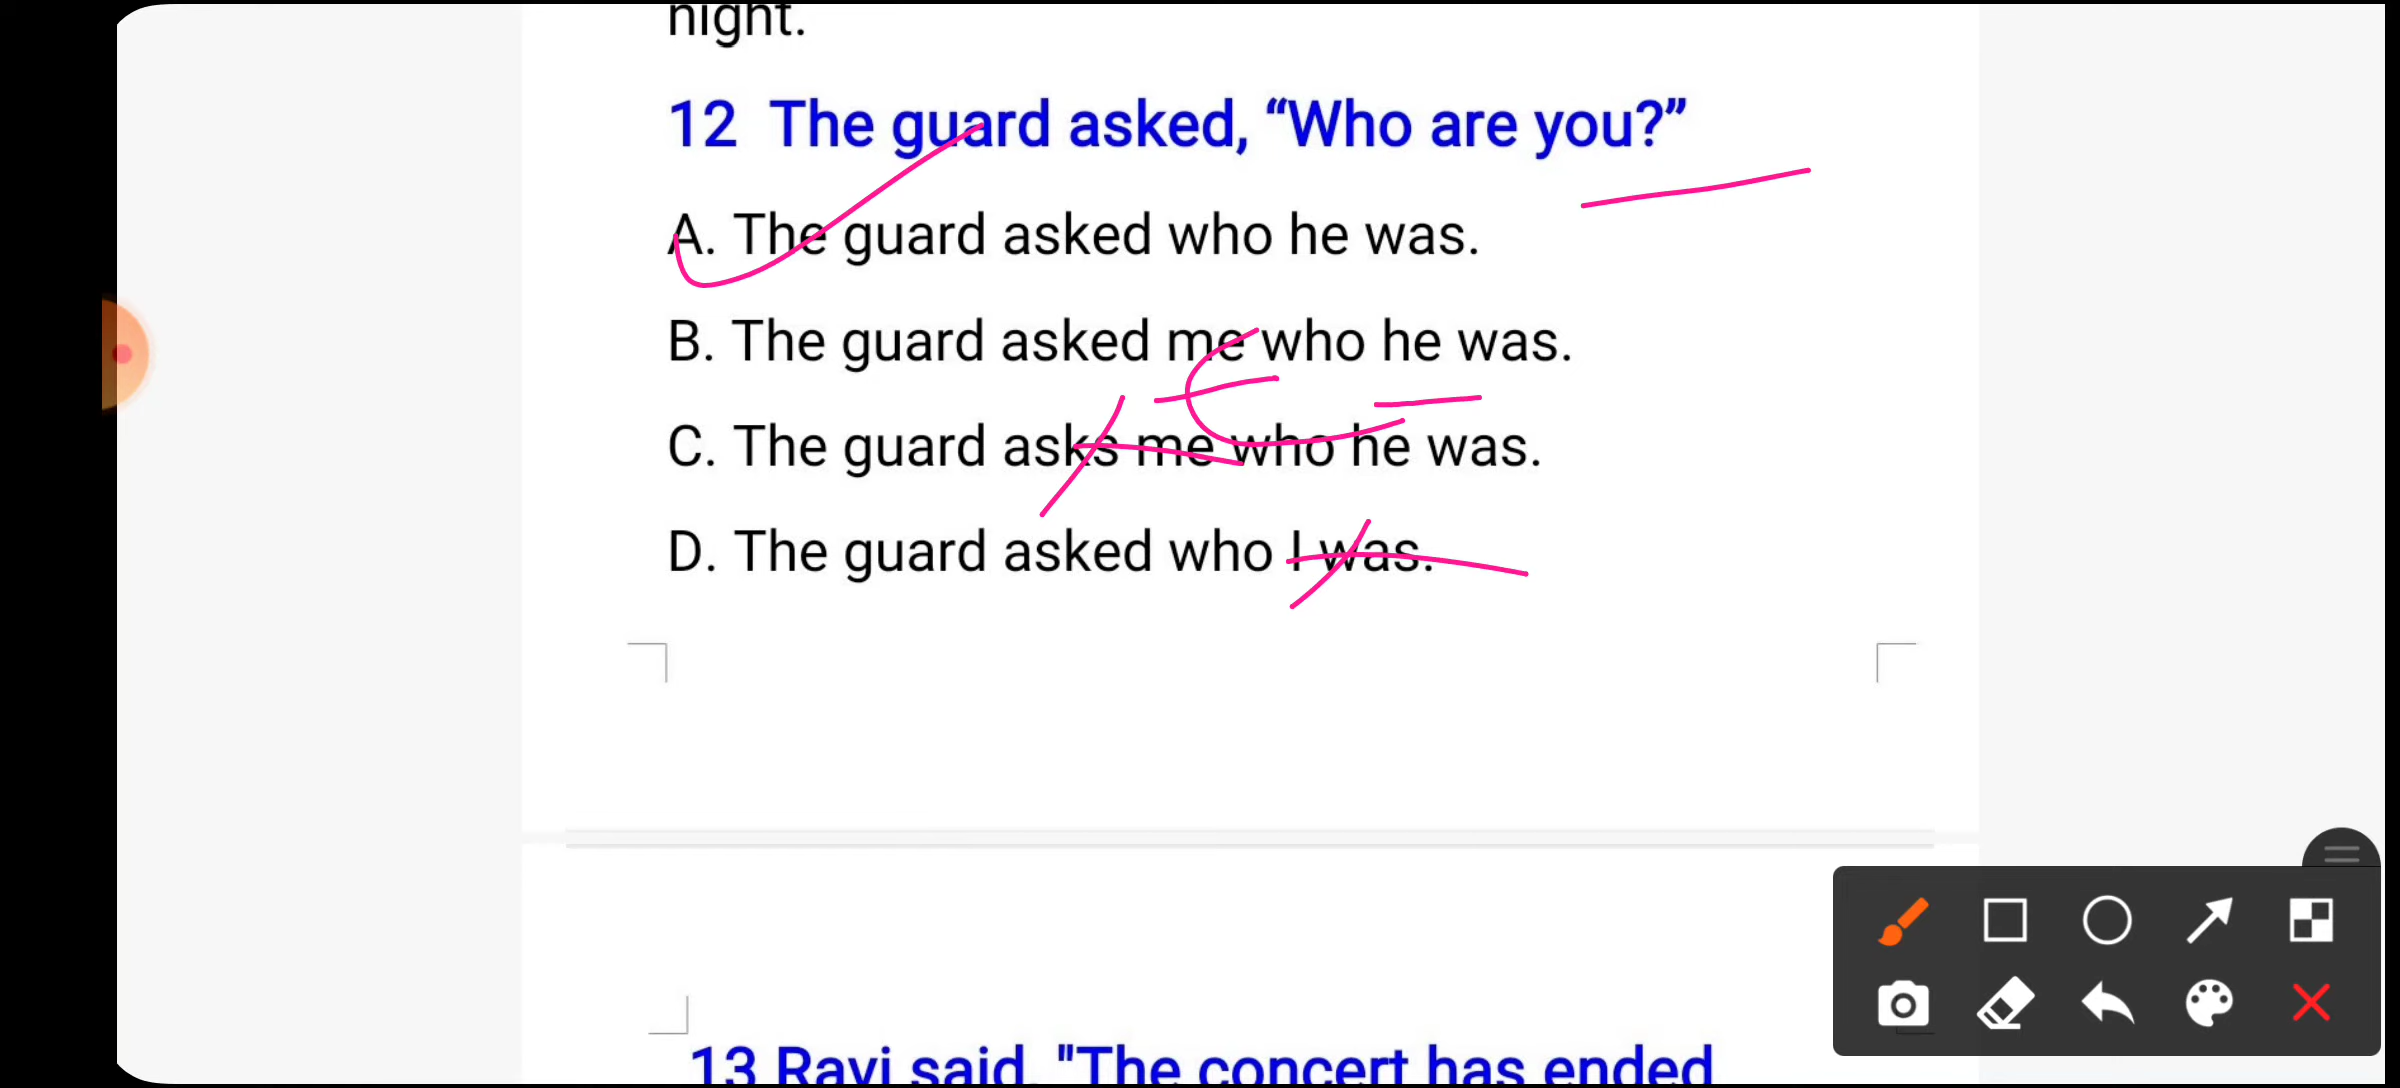 night.
12 The guard asked, “Who are you?”
A. The guard asked who he was.
B. The guard asked me who he was.
C. The guard asks me who he was.
D. The guard asked who I was.
13 Ravi said, "The concert has ended